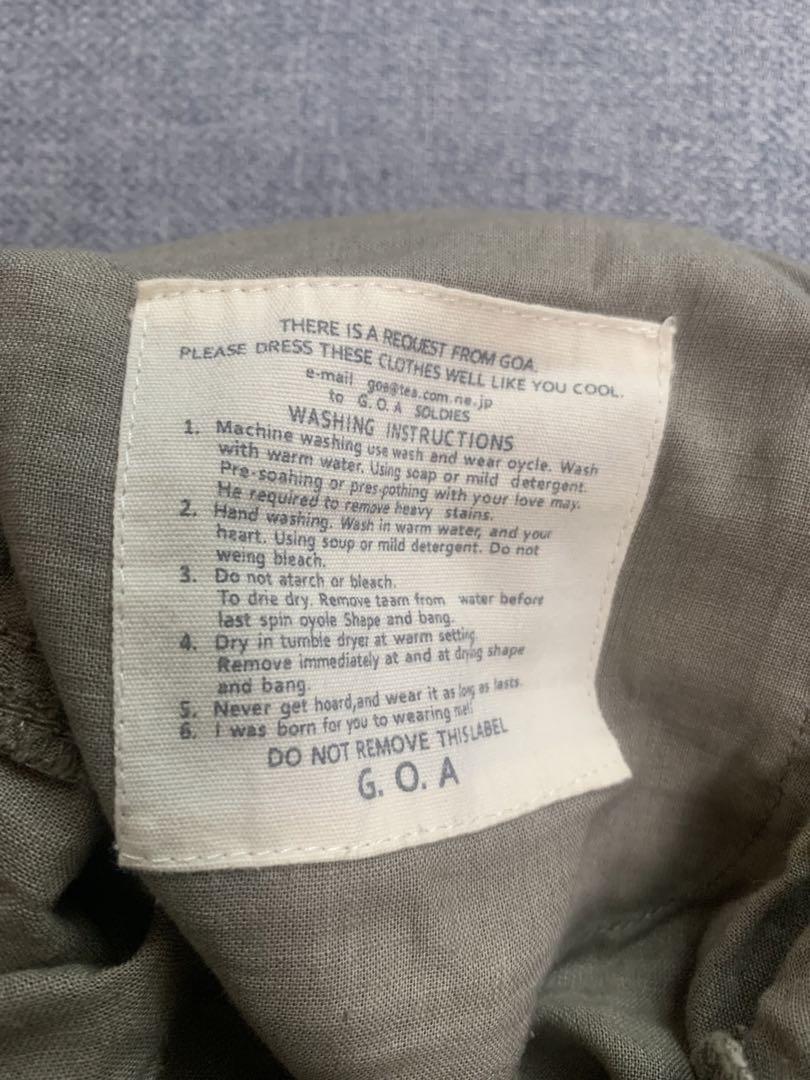 THERE IS A REQUEST FROM GOA.
PLEASE DRESS THESE CLOTHES WELL LIKE YOU COOL.
e-mail goa@tea.com.ne.jp
to G.O.A SOLDIES
WASHING INSTRUCTIONS
1. Machine washing use wash and wear oycle. Wash
with warm water. Using soap or mild detergent.
Pre-soahing or pres-pothing with your love may.
He required to remove heavy stains.
2. Hand washing. Wash in warm water, and your
heart. Using soup or mild detergent. Do not
weing bleach.
3. Do not atarch or bleach.
To drie dry. Remove taarn from water before
last spin oyole Shape and bang.
4. Dry in tumble dryer at warm setting.
Remove immediately at and at drying shape
and bang.
5. Never get hoard,and wear it as long as lasts.
6. I was born for you to wearing me!!
DO NOT REMOVE THIS LABEL
G. O. A